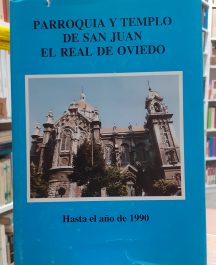 PARROQUIA Y TEMPLO
DE SAN JUAN
EL REAL DE OVIEDO
Hasta el año de 1990